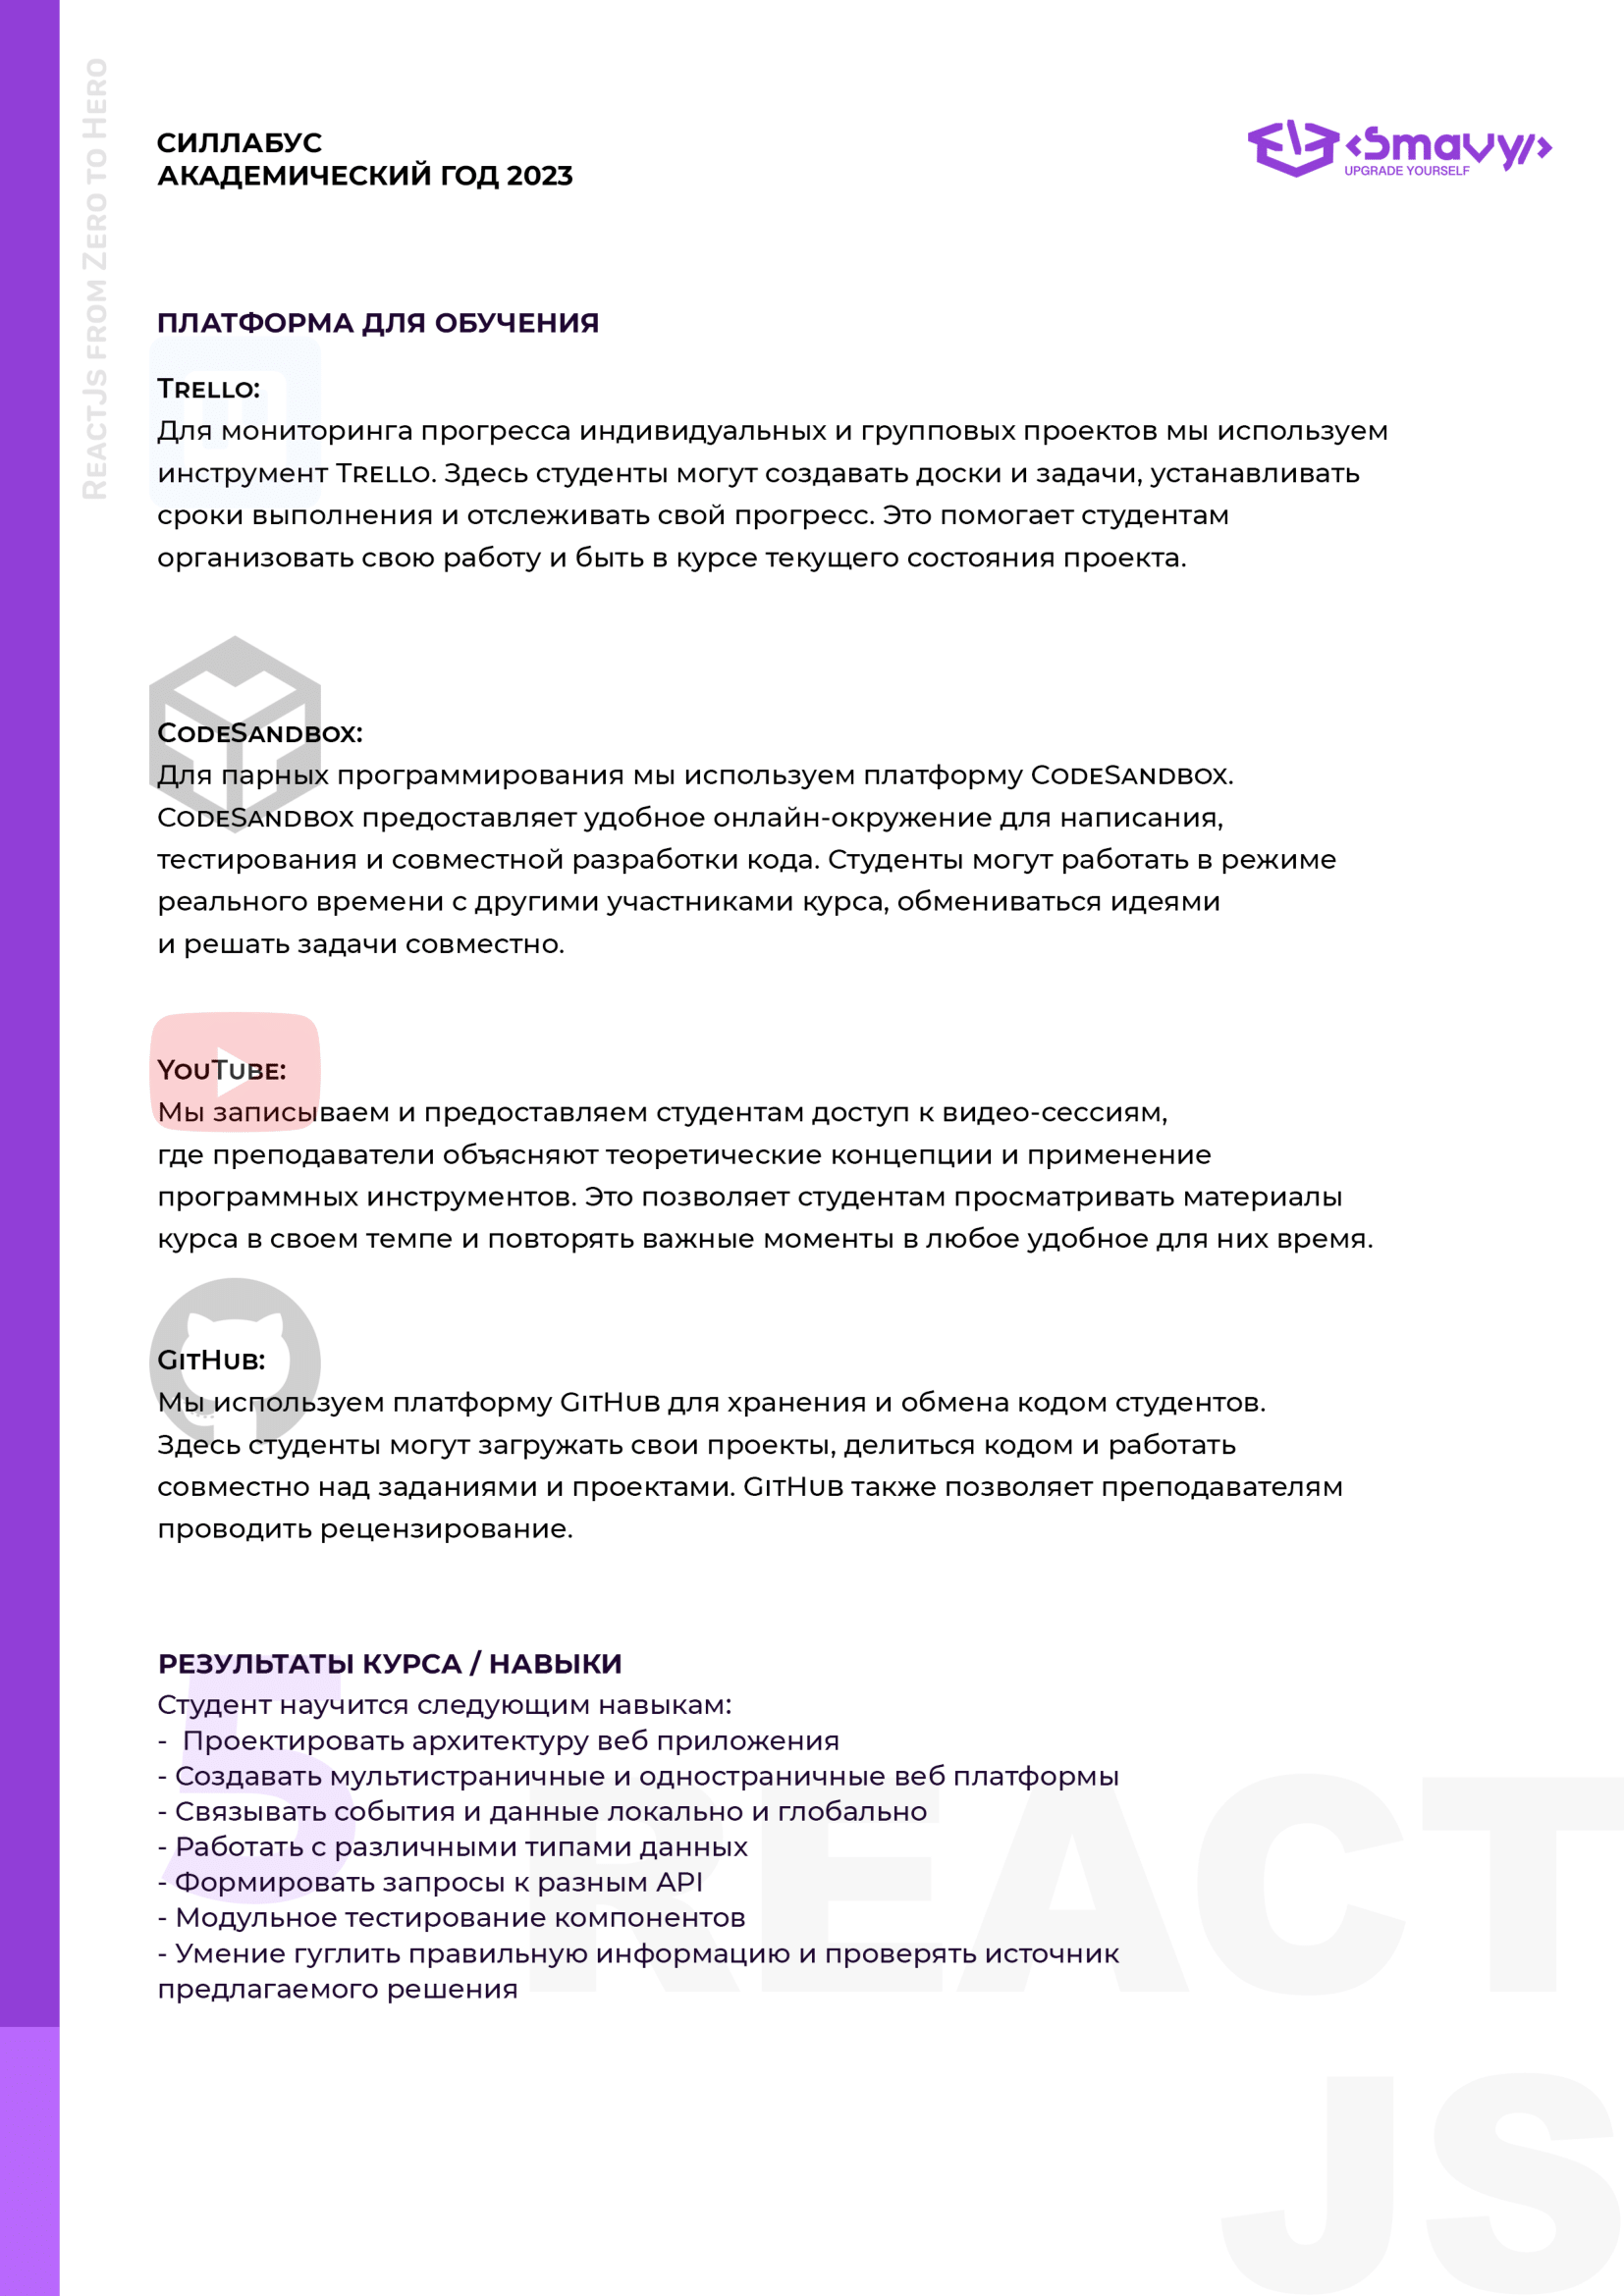 СИЛЛАБУС
АКАДЕМИЧЕСКИЙ ГОД 2023
<Smavy/>
UPGRADE YOURSELF
ReactJs from Zero to Hero
ПЛАТФОРМА ДЛЯ ОБУЧЕНИЯ
Trello:
Для мониторинга прогресса индивидуальных и групповых проектов мы используем
инструмент Trello. Здесь студенты могут создавать доски и задачи, устанавливать
сроки выполнения и отслеживать свой прогресс. Это помогает студентам
организовать свою работу и быть в курсе текущего состояния проекта.
CodeSandbox:
Для парных программирования мы используем платформу CodeSandbox.
CodeSandbox предоставляет удобное онлайн-окружение для написания,
тестирования и совместной разработки кода. Студенты могут работать в режиме
реального времени с другими участниками курса, обмениваться идеями
и решать задачи совместно.
YouTube:
Мы записываем и предоставляем студентам доступ к видео-сессиям,
где преподаватели объясняют теоретические концепции и применение
программных инструментов. Это позволяет студентам просматривать материалы
курса в своем темпе и повторять важные моменты в любое удобное для них время.
GitHub:
Мы используем платформу GitHub для хранения и обмена кодом студентов.
Здесь студенты могут загружать свои проекты, делиться кодом и работать
совместно над заданиями и проектами. GitHub также позволяет преподавателям
проводить рецензирование.
РЕЗУЛЬТАТЫ КУРСА / НАВЫКИ
Студент научится следующим навыкам:
- Проектировать архитектуру веб приложения
- Создавать мультистраничные и одностраничные веб платформы
- Связывать события и данные локально и глобально
- Работать с различными типами данных
- Формировать запросы к разным API
- Модульное тестирование компонентов
- Умение гуглить правильную информацию и проверять источник
предлагаемого решения
5
REACT
JS